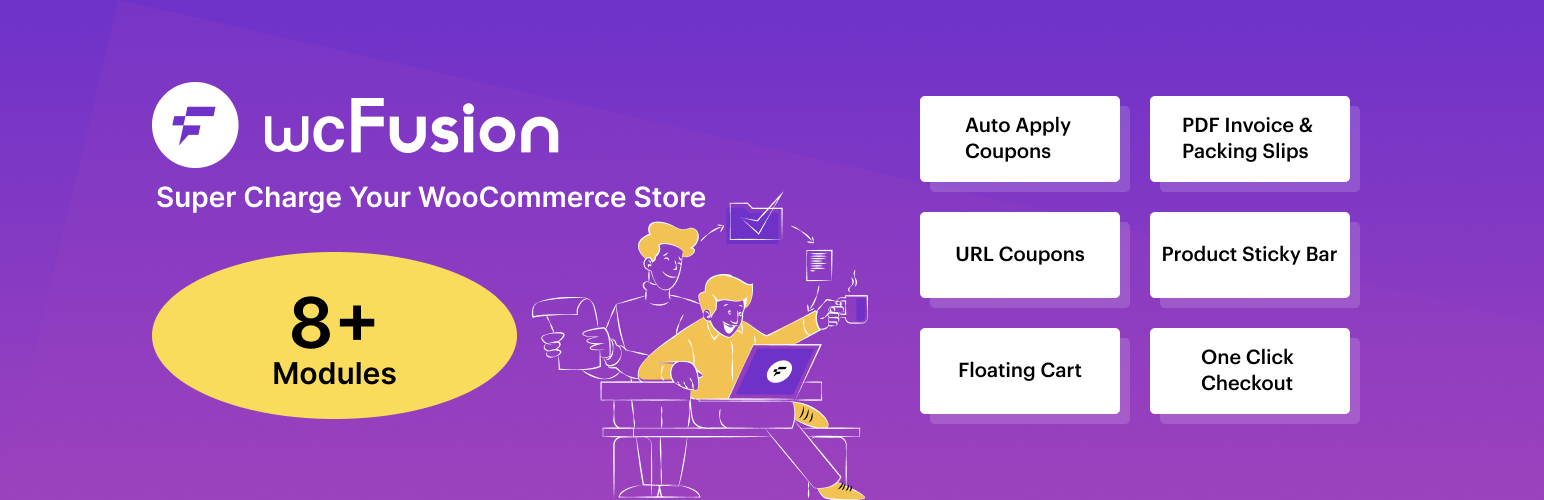 wcFusion
Super Charge Your WooCommerce Store
8+
Modules
Auto Apply
Coupons
PDF Invoice &
Packing Slips
URL Coupons
Product Sticky Bar
Floating Cart
One Click
Checkout